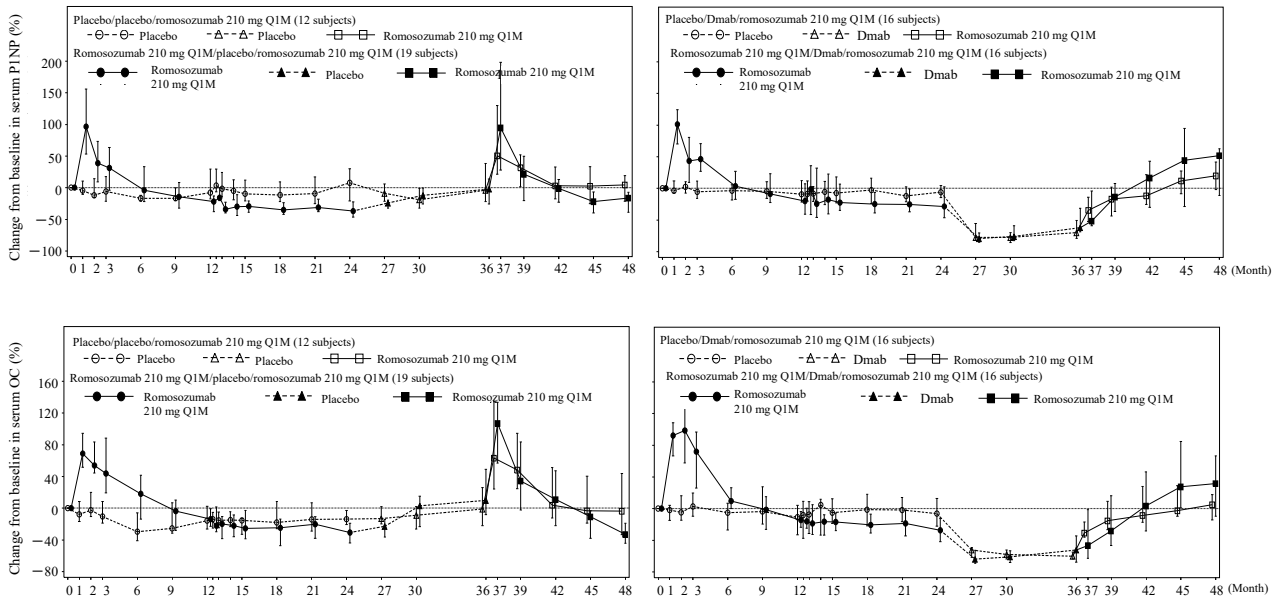 Placebo/placebo/romosozumab 210 mg Q1M (12 subjects)
Placebo Placebo Romosozumab 210 mg Q1M
Romosozumab 210 mg Q1M/placebo/romosozumab 210 mg Q1M (19 subjects)
Romosozumab 210 mg Q1M Placebo Romosozumab 210 mg Q1M
Change from baseline in serum P1NP (%)
200
150
100
50
0
−50
−100
0 1 2 3 6 9 12 13 14 15 18 21 24 27 30 36 37 39 42 45 48
Placebo/Dmab/romosozumab 210 mg Q1M (16 subjects)
Placebo Dmab Romosozumab 210 mg Q1M
Romosozumab 210 mg Q1M/Dmab/romosozumab 210 mg Q1M (16 subjects)
Romosozumab 210 mg Q1M Dmab Romosozumab 210 mg Q1M
0 1 2 3 6 9 12 13 14 15 18 21 24 27 30 36 37 39 42 45 48 (Month)
Placebo/placebo/romosozumab 210 mg Q1M (12 subjects)
Placebo Placebo Romosozumab 210 mg Q1M
Romosozumab 210 mg Q1M/placebo/romosozumab 210 mg Q1M (19 subjects)
Romosozumab 210 mg Q1M Placebo Romosozumab 210 mg Q1M
Change from baseline in serum OC (%)
160
120
80
40
0
−40
−80
0 1 2 3 6 9 12 13 14 15 18 21 24 27 30 36 37 39 42 45 48 (Month)
Placebo/Dmab/romosozumab 210 mg Q1M (16 subjects)
Placebo Dmab Romosozumab 210 mg Q1M
Romosozumab 210 mg Q1M/Dmab/romosozumab 210 mg Q1M (16 subjects)
Romosozumab 210 mg Q1M Dmab Romosozumab 210 mg Q1M
0 1 2 3 6 9 12 13 14 15 18 21 24 27 30 36 37 39 42 45 48 (Month)